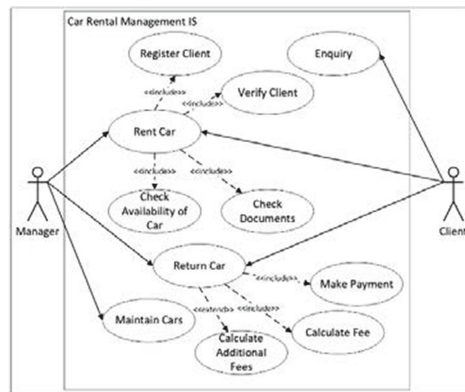 Car Rental Management IS
Register Client
Enquiry
<<include>>
Verify Client
<<include>>
Rent Car
<<include>>
<<include>>
Check
Availability of
Car
Check
Documents
Manager
Client
Return Car
<<include>>
Make Payment
<<extend>>
<<include>>
Maintain Cars
Calculate Fee
Calculate
Additional
Fees